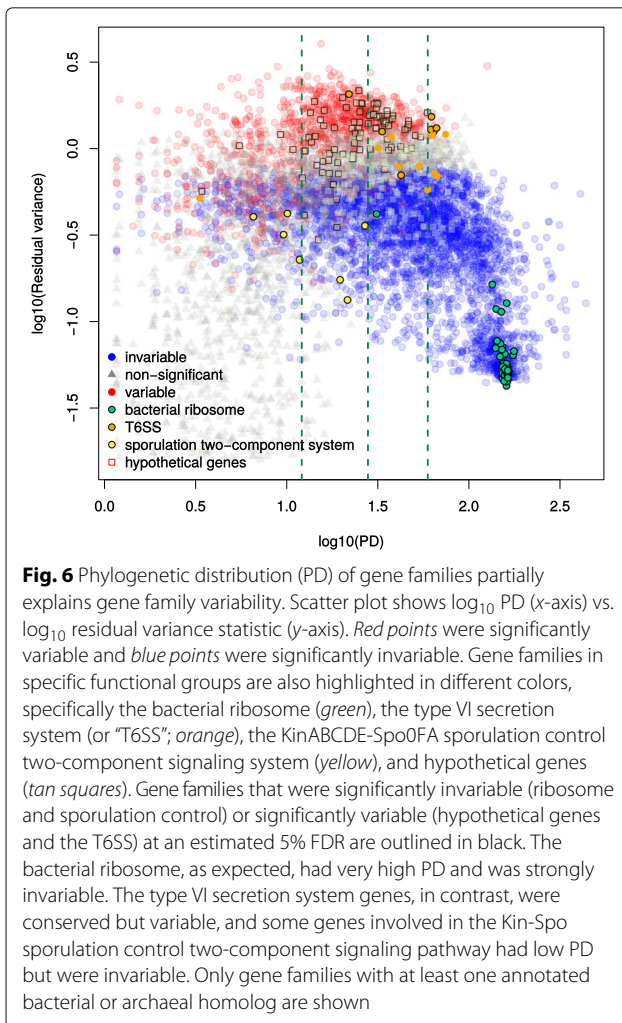 0.5
0.0
−0.5
−1.0
−1.5
log10(Residual variance)
invariable
non−significant
variable
bacterial ribosome
T6SS
sporulation two−component system
hypothetical genes
0.0 0.5 1.0 1.5 2.0 2.5
log10(PD)
Fig. 6 Phylogenetic distribution (PD) of gene families partially
explains gene family variability. Scatter plot shows log10 PD (x-axis) vs.
log10 residual variance statistic (y-axis). Red points were significantly
variable and blue points were significantly invariable. Gene families in
specific functional groups are also highlighted in different colors,
specifically the bacterial ribosome (green), the type VI secretion
system (or “T6SS”; orange), the KinABCDE-Spo0FA sporulation control
two-component signaling system (yellow), and hypothetical genes
(tan squares). Gene families that were significantly invariable (ribosome
and sporulation control) or significantly variable (hypothetical genes
and the T6SS) at an estimated 5% FDR are outlined in black. The
bacterial ribosome, as expected, had very high PD and was strongly
invariable. The type VI secretion system genes, in contrast, were
conserved but variable, and some genes involved in the Kin-Spo
sporulation control two-component signaling pathway had low PD
but were invariable. Only gene families with at least one annotated
bacterial or archaeal homolog are shown